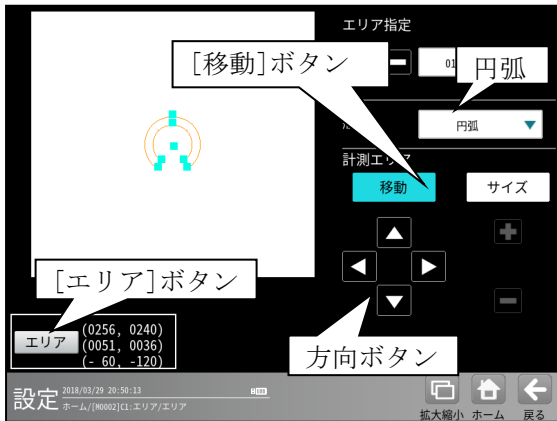 エリア指定
[移動]ボタン
01
円弧
円弧
計測エリア
移動
サイズ
[エリア]ボタン
エリア
(0256, 0240)
(0051, 0036)
(- 60, -120)
方向ボタン
設定
2018/03/29 20:50:13
ホーム/[M0002]C1:エリア/エリア
拡大縮小
ホーム
戻る